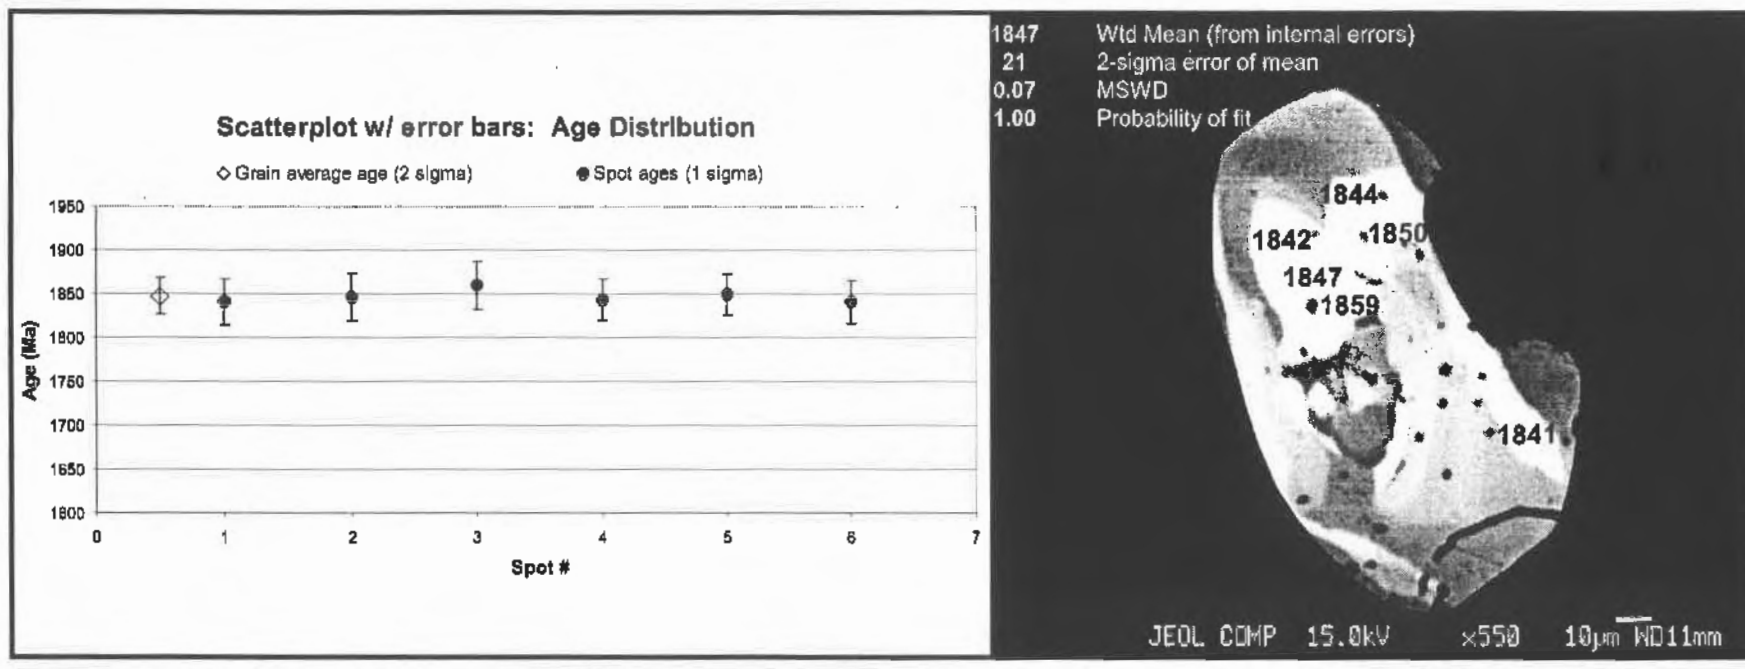 Scatterplot w/ error bars: Age Distribution
Grain average age (2 sigma)
Spot ages (1 sigma)
1950
1900
1850
1800
1750
1700
1650
1800
Age (Ma)
0 1 2 3 4 5 6 7
Spot #
1847 Wtd Mean (from internal errors)
21 2-sigma error of mean
0.07 MSWD
1.00 Probability of fit
1844
1842
1850
1847
1859
1841
JEOL COMP 15.0kV x550 10µm WD11mm